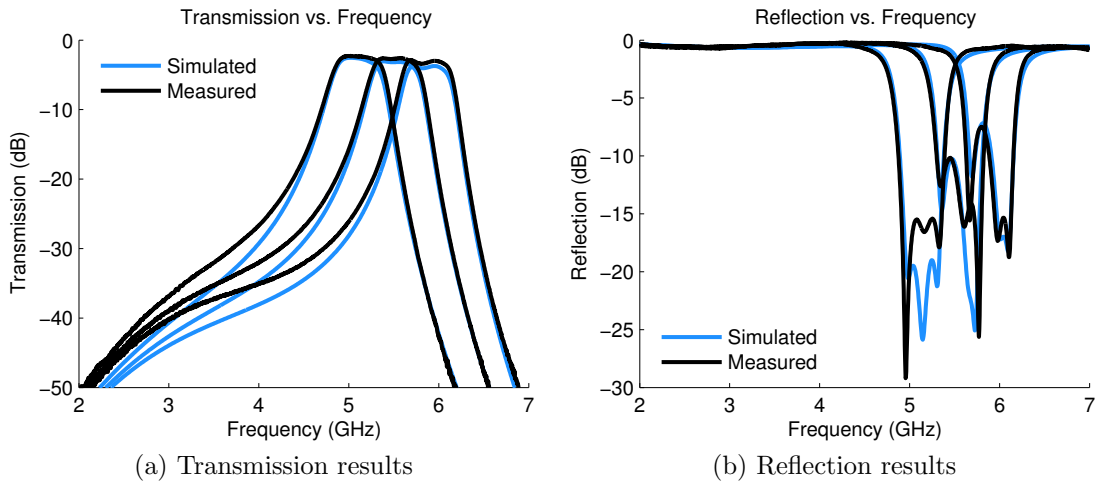 Transmission vs. Frequency
0
−10
−20
−30
−40
−50
Transmission (dB)
Simulated
Measured
2
3
4
5
6
7
Frequency (GHz)
(a) Transmission results
Reflection vs. Frequency
0
−5
−10
−15
−20
−25
−30
Reflection (dB)
Simulated
Measured
2
3
4
5
6
7
Frequency (GHz)
(b) Reflection results